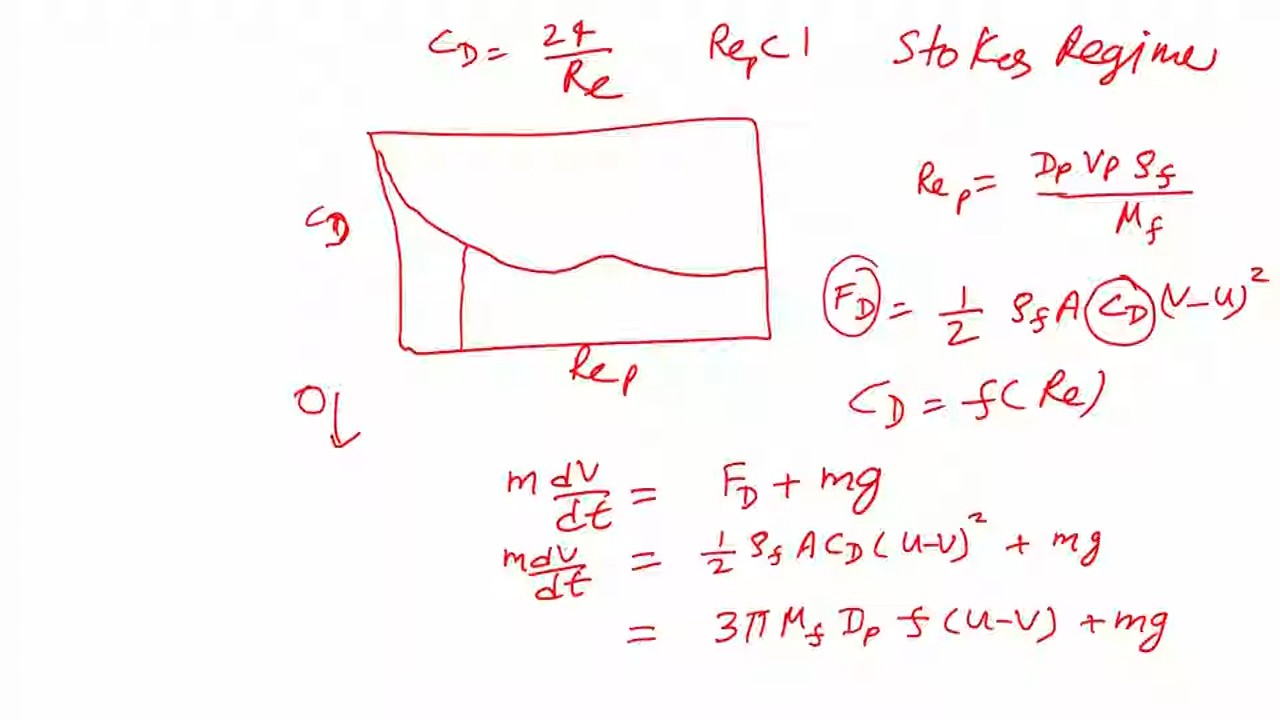 C_D = 24/Re Re_p < 1 Stokes Regime
Re_p = D_p V_p ρ_f / μ_f
C_D
F_D = 1/2 ρ_f A C_D (V-U)^2
Re_p
C_D = f(Re)
m dV/dt = F_D + mg
m dV/dt = 1/2 ρ_f A C_D (U-V)^2 + mg
= 3π μ_f D_p f (U-V) + mg